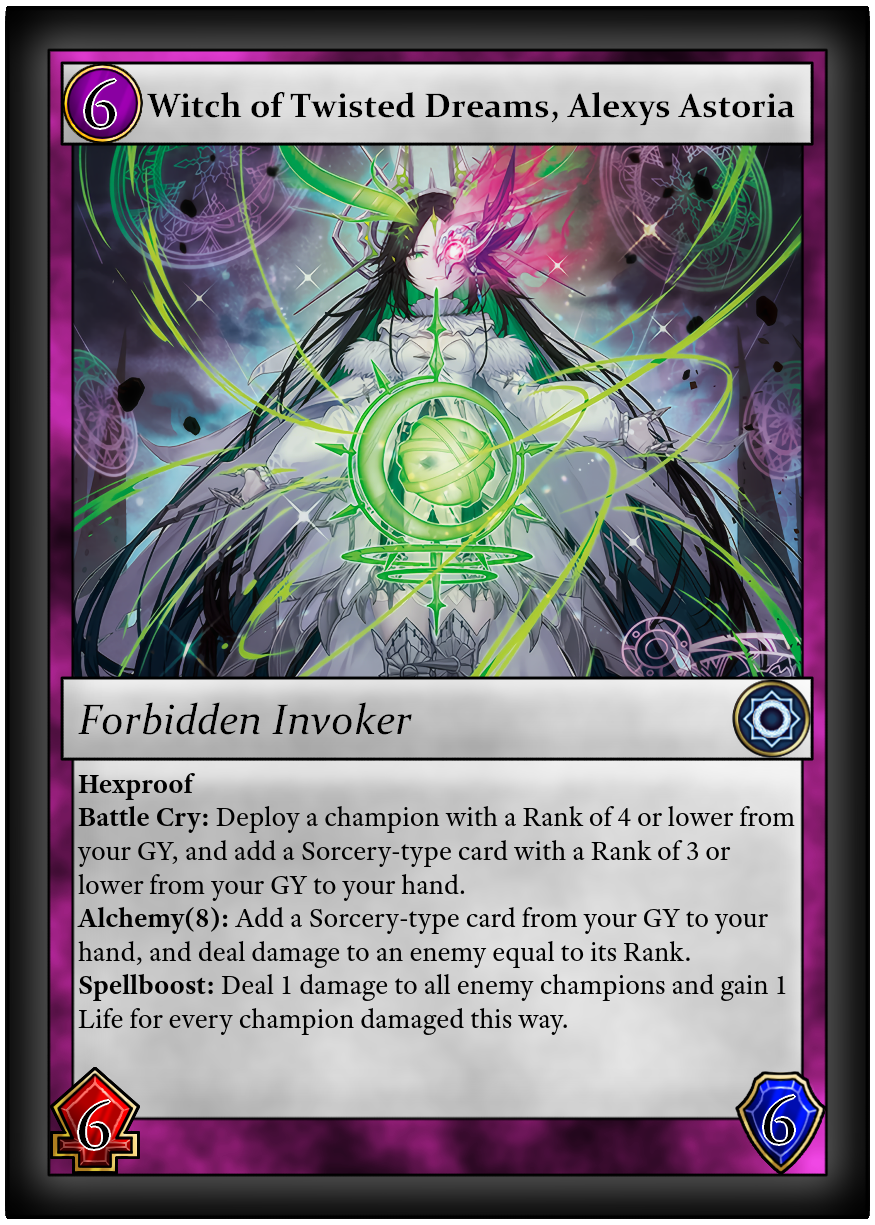 6
Witch of Twisted Dreams, Alexys Astoria
Forbidden Invoker
Hexproof
Battle Cry: Deploy a champion with a Rank of 4 or lower from
your GY, and add a Sorcery-type card with a Rank of 3 or
lower from your GY to your hand.
Alchemy(8): Add a Sorcery-type card from your GY to your
hand, and deal damage to an enemy equal to its Rank.
Spellboost: Deal 1 damage to all enemy champions and gain 1
Life for every champion damaged this way.
6
6